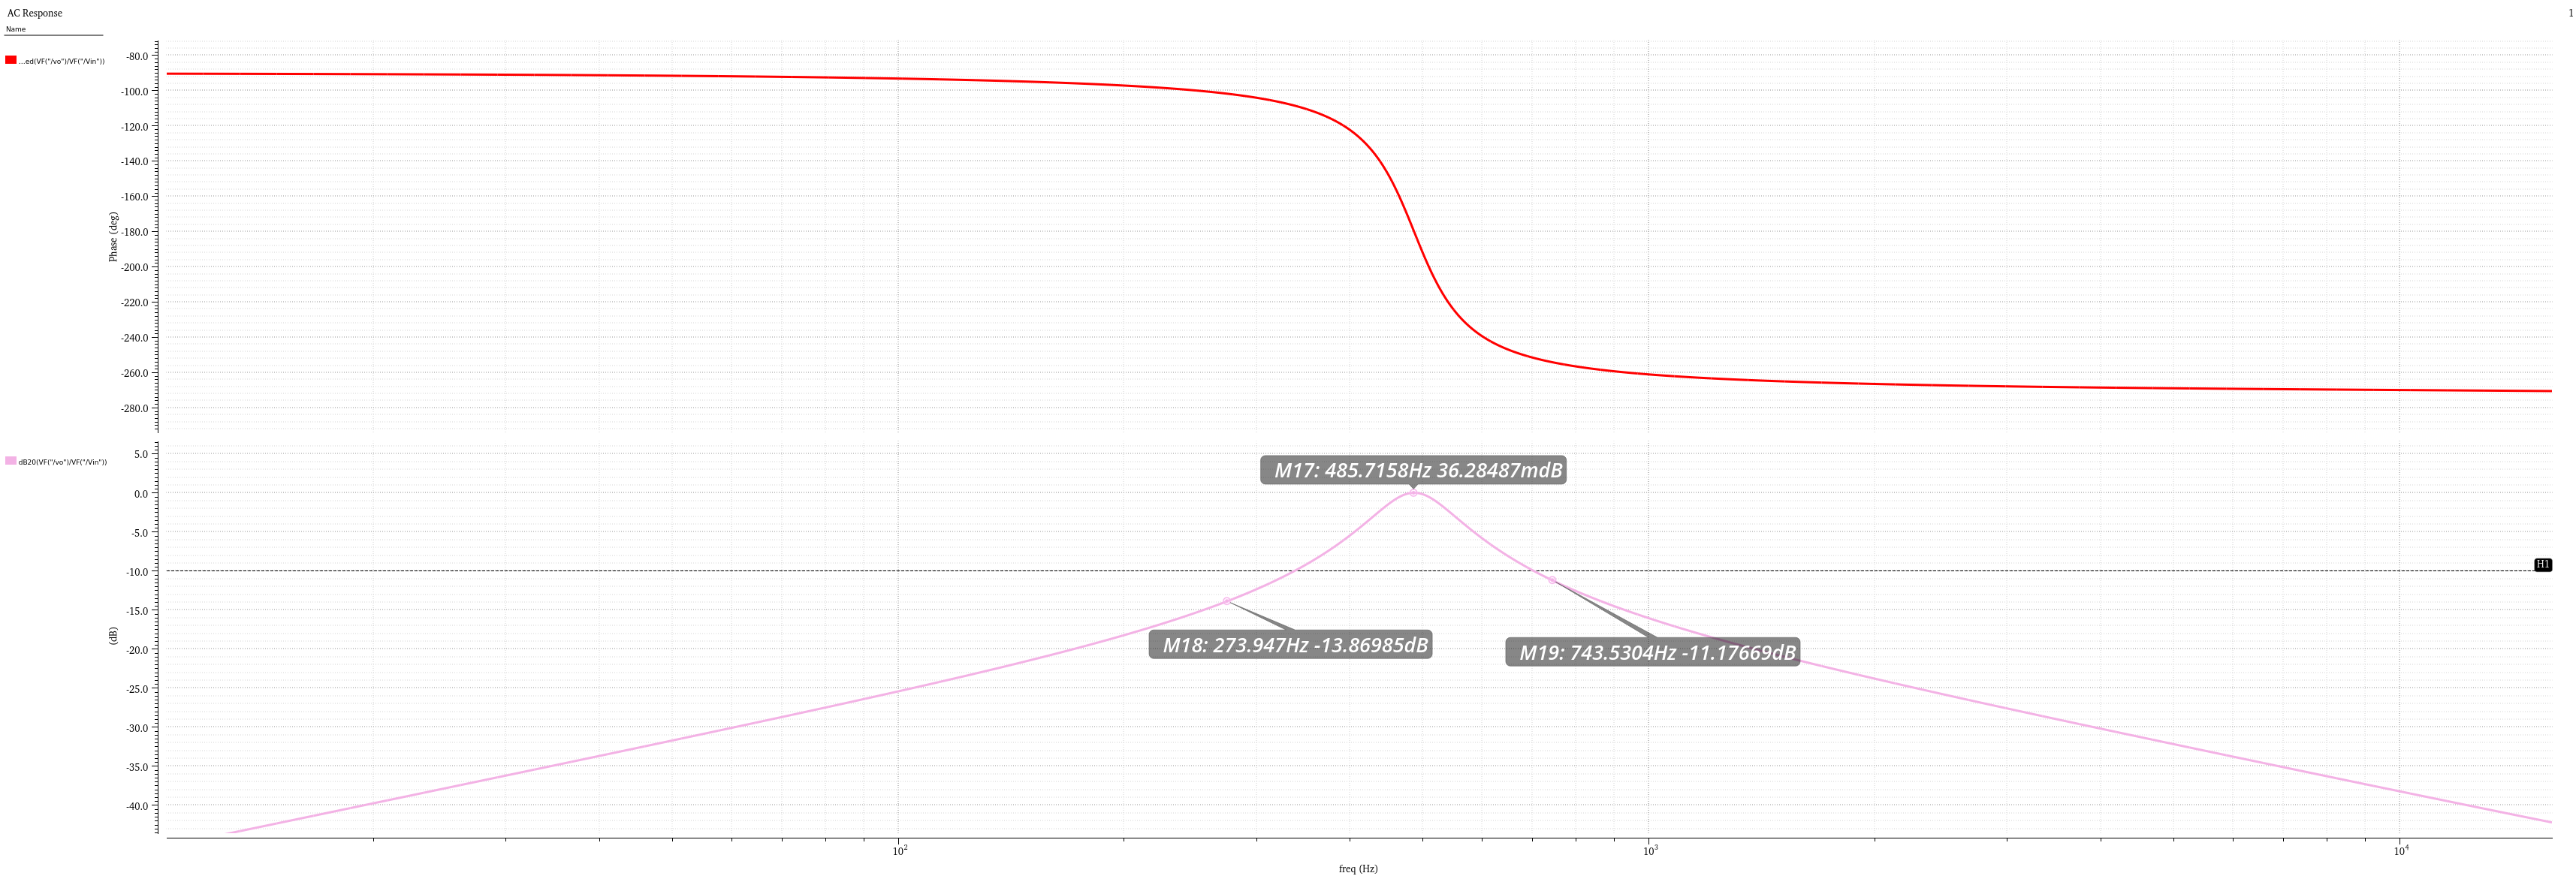 AC Response
1
Name
...ed(VF("/vo")/VF("/Vin"))
-80.0
-100.0
-120.0
-140.0
-160.0
-180.0
-200.0
-220.0
-240.0
-260.0
-280.0
Phase (deg)
dB20(VF("/vo")/VF("/Vin"))
5.0
0.0
-5.0
-10.0
-15.0
-20.0
-25.0
-30.0
-35.0
-40.0
(dB)
M17: 485.7158Hz 36.28487mdB
H1
M18: 273.947Hz -13.86985dB
M19: 743.5304Hz -11.17669dB
10² 10³ 10⁴
freq (Hz)